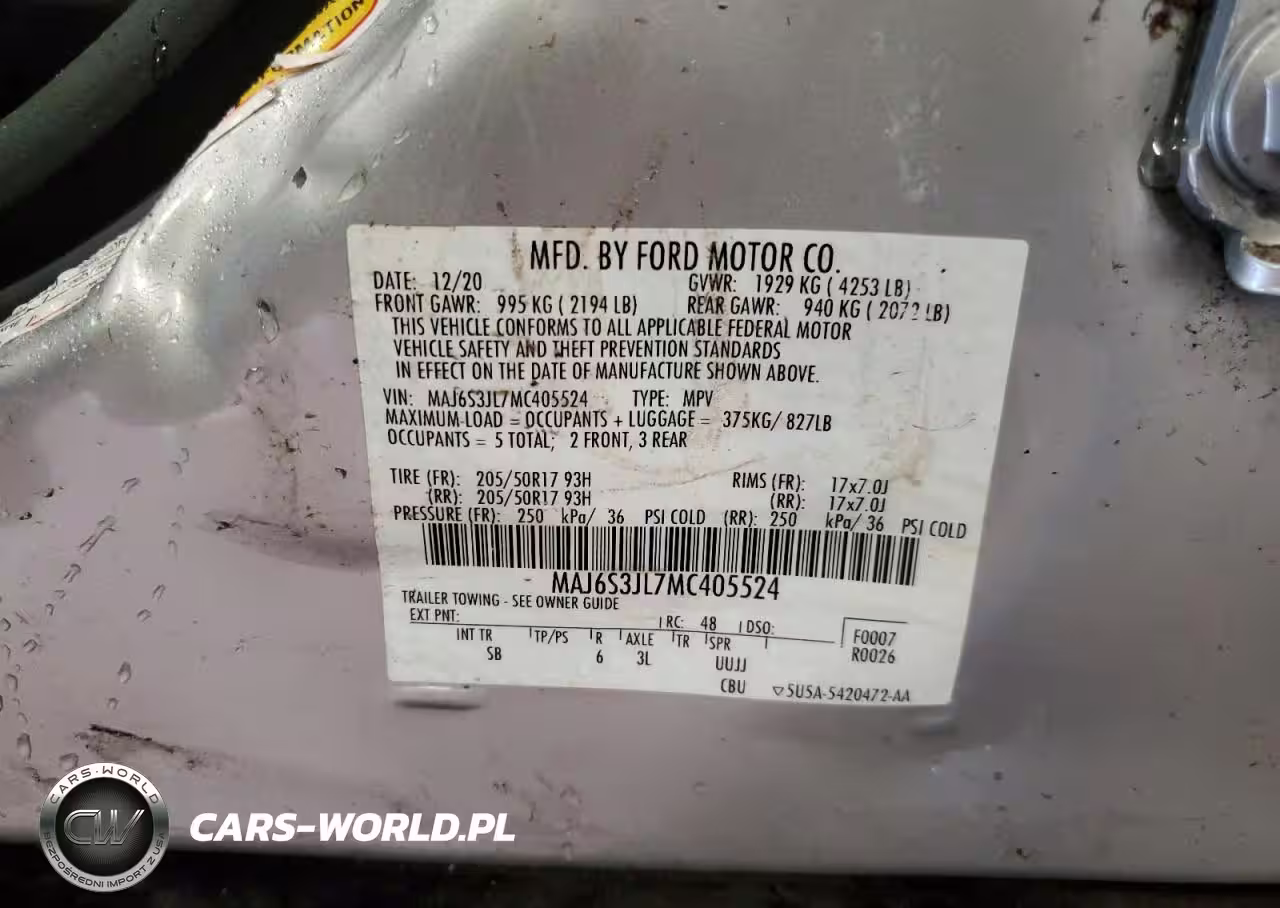 MATION
MFD. BY FORD MOTOR CO.
DATE: 12/20 GVWR: 1929 KG ( 4253 LB)
FRONT GAWR: 995 KG ( 2194 LB) REAR GAWR: 940 KG ( 2072 LB)
THIS VEHICLE CONFORMS TO ALL APPLICABLE FEDERAL MOTOR
VEHICLE SAFETY AND THEFT PREVENTION STANDARDS
IN EFFECT ON THE DATE OF MANUFACTURE SHOWN ABOVE.
VIN: MAJ6S3JL7MC405524 TYPE: MPV
MAXIMUM-LOAD = OCCUPANTS + LUGGAGE = 375KG/ 827LB
OCCUPANTS = 5 TOTAL; 2 FRONT, 3 REAR
TIRE (FR): 205/50R17 93H RIMS (FR): 17x7.0J
(RR): 205/50R17 93H (RR): 17x7.0J
PRESSURE (FR): 250 kPa/ 36 PSI COLD (RR): 250 kPa/ 36 PSI COLD
MAJ6S3JL7MC405524
TRAILER TOWING - SEE OWNER GUIDE
EXT PNT: RC: 48 DSO:
INT TR TP/PS R AXLE TR SPR F0007
SB 6 3L UUJJ R0026
CBU ▽5U5A-5420472-AA
CARS-WORLD
CW
BEZPOŚREDNI IMPORT Z USA
CARS-WORLD.PL